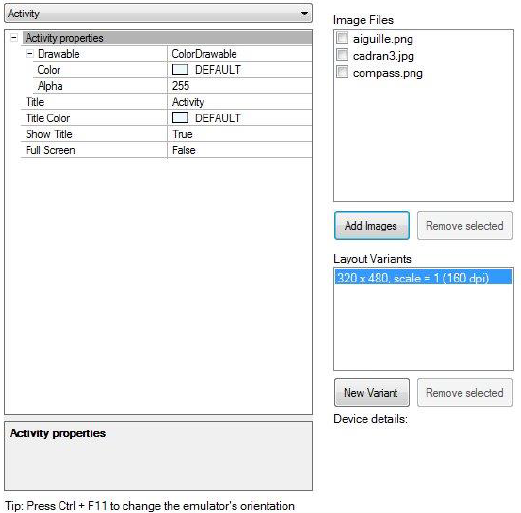 Activity
Activity properties
Drawable ColorDrawable
Color DEFAULT
Alpha 255
Title Activity
Title Color DEFAULT
Show Title True
Full Screen False
Activity properties
Tip: Press Ctrl + F11 to change the emulator's orientation
Image Files
aiguille.png
cadran3.jpg
compass.png
Add Images Remove selected
Layout Variants
320 x 480, scale = 1 (160 dpi)
New Variant Remove selected
Device details: